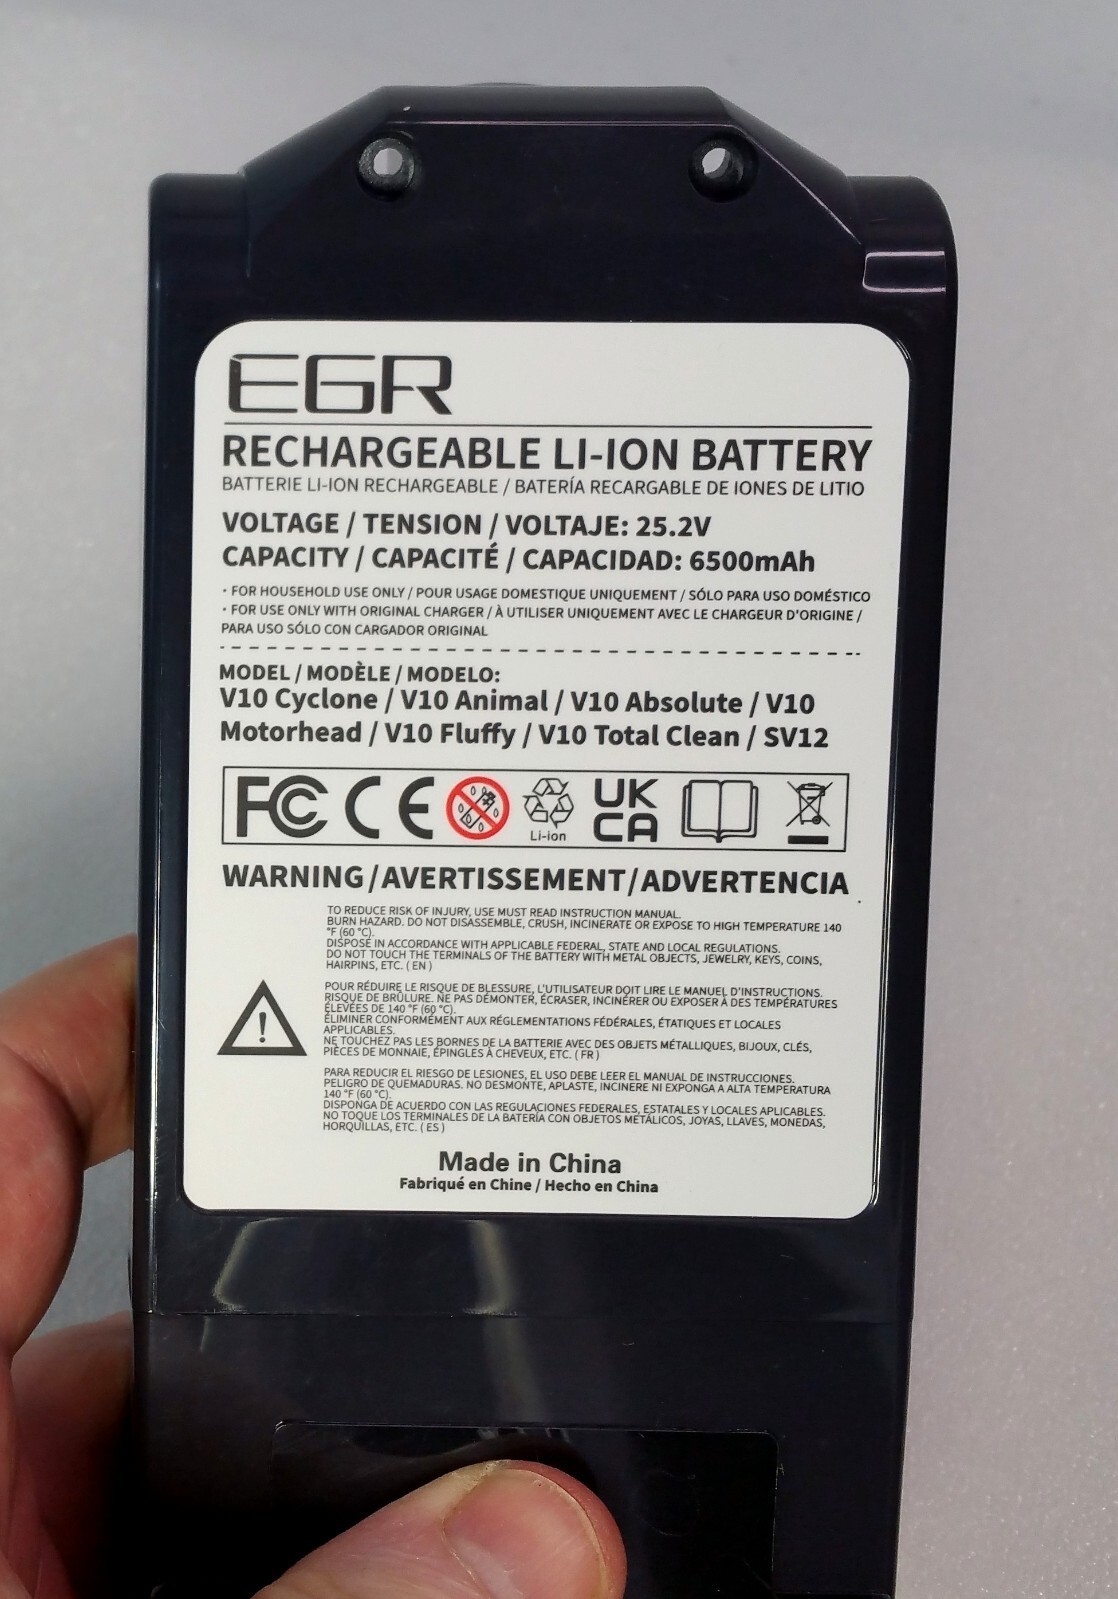 EGR
RECHARGEABLE LI-ION BATTERY
BATTERIE LI-ION RECHARGEABLE / BATERÍA RECARGABLE DE IONES DE LITIO
VOLTAGE / TENSION / VOLTAJE: 25.2V
CAPACITY / CAPACITÉ / CAPACIDAD: 6500mAh
· FOR HOUSEHOLD USE ONLY / POUR USAGE DOMESTIQUE UNIQUEMENT / SÓLO PARA USO DOMÉSTICO
· FOR USE ONLY WITH ORIGINAL CHARGER / À UTILISER UNIQUEMENT AVEC LE CHARGEUR D'ORIGINE /
PARA USO SÓLO CON CARGADOR ORIGINAL
MODEL / MODÈLE / MODELO:
V10 Cyclone / V10 Animal / V10 Absolute / V10
Motorhead / V10 Fluffy / V10 Total Clean / SV12
FC CE Li-ion UK CA
WARNING/AVERTISSEMENT/ADVERTENCIA
TO REDUCE RISK OF INJURY, USE MUST READ INSTRUCTION MANUAL.
BURN HAZARD. DO NOT DISASSEMBLE, CRUSH, INCINERATE OR EXPOSE TO HIGH TEMPERATURE 140
°F (60 °C).
DISPOSE IN ACCORDANCE WITH APPLICABLE FEDERAL, STATE AND LOCAL REGULATIONS.
DO NOT TOUCH THE TERMINALS OF THE BATTERY WITH METAL OBJECTS, JEWELRY, KEYS, COINS,
HAIRPINS, ETC. ( EN )
POUR RÉDUIRE LE RISQUE DE BLESSURE, L'UTILISATEUR DOIT LIRE LE MANUEL D'INSTRUCTIONS.
RISQUE DE BRÛLURE. NE PAS DÉMONTER, ÉCRASER, INCINÉRER OU EXPOSER À DES TEMPÉRATURES
ÉLEVÉES DE 140 °F (60 °C).
ÉLIMINER CONFORMÉMENT AUX RÉGLEMENTATIONS FÉDÉRALES, ÉTATIQUES ET LOCALES
APPLICABLES.
NE TOUCHEZ PAS LES BORNES DE LA BATTERIE AVEC DES OBJETS MÉTALLIQUES, BIJOUX, CLÉS,
PIÈCES DE MONNAIE, ÉPINGLES À CHEVEUX, ETC. ( FR )
PARA REDUCIR EL RIESGO DE LESIONES, EL USO DEBE LEER EL MANUAL DE INSTRUCCIONES.
PELIGRO DE QUEMADURAS. NO DESMONTE, APLASTE, INCINERE NI EXPONGA A ALTA TEMPERATURA
140 °F (60 °C).
DISPONGA DE ACUERDO CON LAS REGULACIONES FEDERALES, ESTATALES Y LOCALES APLICABLES.
NO TOQUE LOS TERMINALES DE LA BATERÍA CON OBJETOS METÁLICOS, JOYAS, LLAVES, MONEDAS,
HORQUILLAS, ETC. ( ES )
Made in China
Fabriqué en Chine / Hecho en China